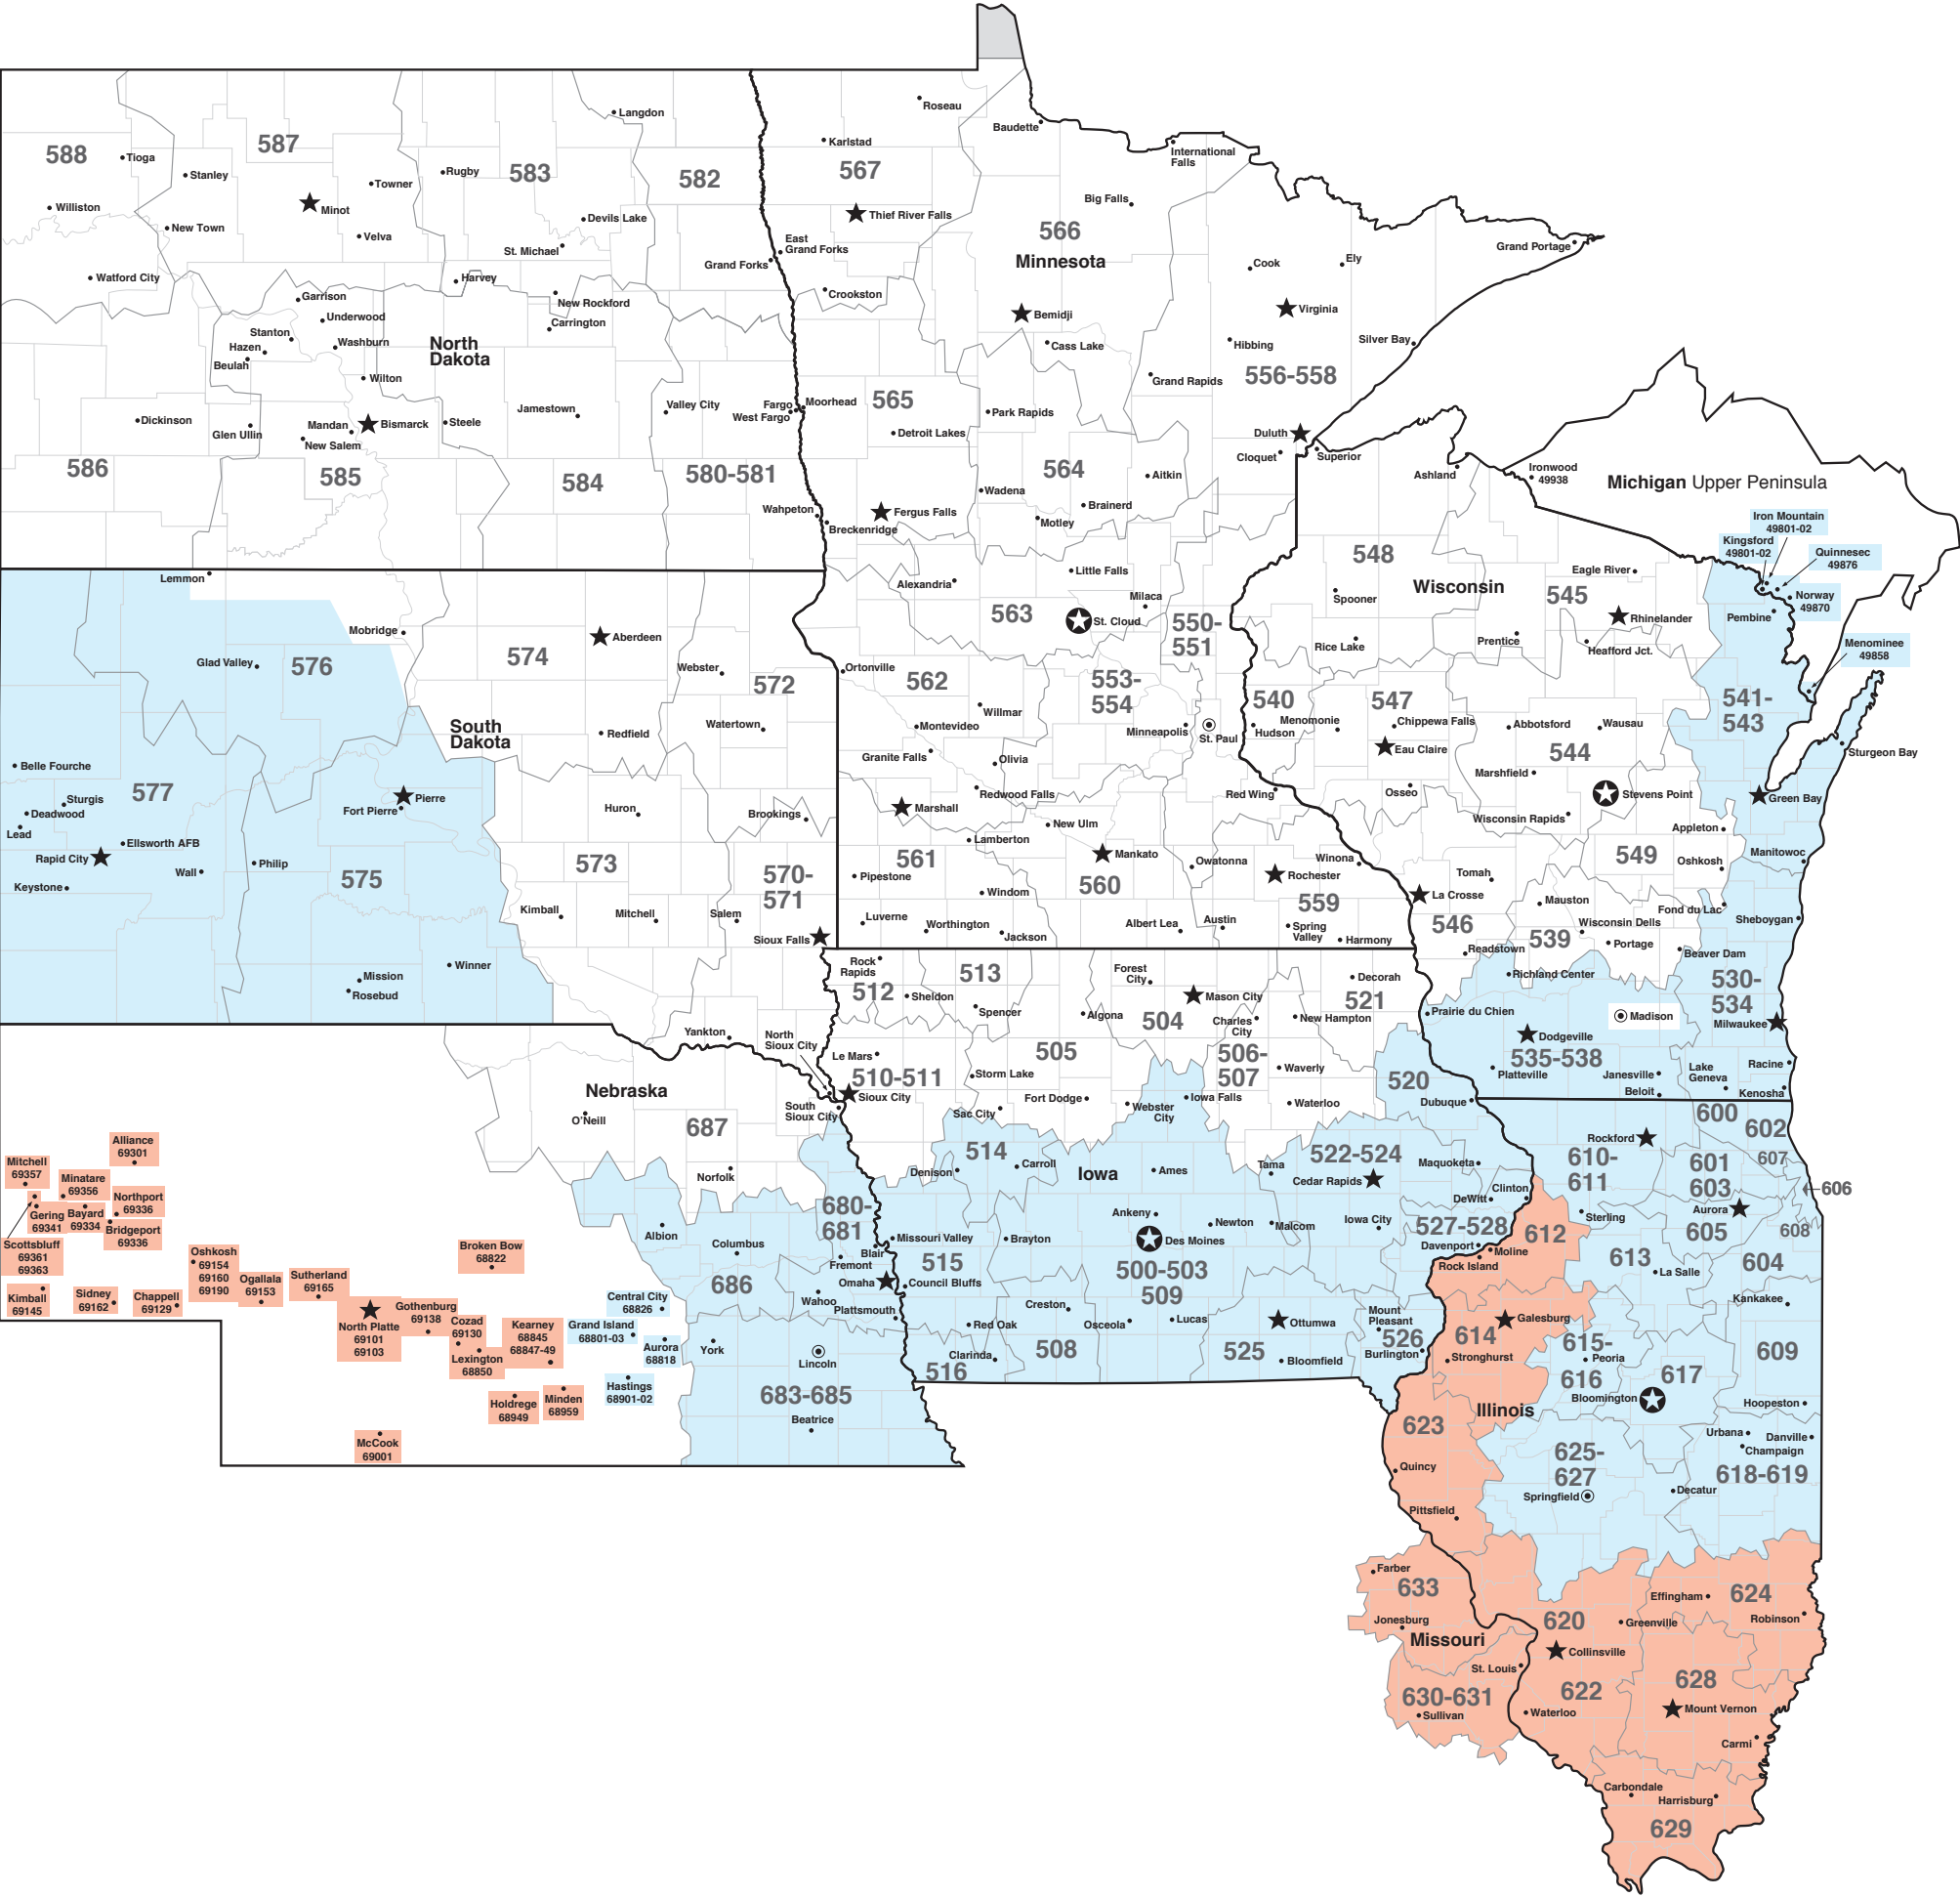 Roseau
Langdon
Baudette
Karlstad
International
Falls
588
587
583
582
567
Tioga
Stanley
Towner
Rugby
Williston
Minot
Thief River Falls
Big Falls
566
Minnesota
New Town
Velva
Devils Lake
St. Michael
East
Grand Forks
Grand Forks
Grand Portage
Cook
Ely
Watford City
Harvey
Crookston
Garrison
New Rockford
Underwood
Carrington
Bemidji
Virginia
Stanton
Hazen
Beulah
Washburn
North
Dakota
Cass Lake
Hibbing
Silver Bay
556-558
Wilton
Grand Rapids
Dickinson
Glen Ullin
Mandan
Bismarck
New Salem
Steele
Jamestown
Valley City
Fargo
West Fargo
Moorhead
565
Park Rapids
Detroit Lakes
Duluth
Cloquet
Superior
Ashland
Ironwood
49938
Michigan Upper Peninsula
586
585
584
580-581
564
Aitkin
Wadena
Brainerd
Motley
Wahpeton
Breckenridge
Fergus Falls
Iron Mountain
49801-02
Kingsford
49801-02
Quinnesec
49876
Norway
49870
Pembine
Menominee
49858
548
Wisconsin
Eagle River
545
Rhinelander
Spooner
Rice Lake
Prentice
Heafford Jct.
Lemmon
Alexandria
Little Falls
Milaca
563
St. Cloud
550-
551
Mobridge
Aberdeen
574
Glad Valley
576
Webster
572
Ortonville
562
553-
554
540
547
541-
543
South
Dakota
Redfield
Watertown
Willmar
Montevideo
Minneapolis
St. Paul
Hudson
Menomonie
Chippewa Falls
Eau Claire
Abbotsford
Wausau
544
Sturgeon Bay
Granite Falls
Olivia
Belle Fourche
577
Sturgis
Deadwood
Lead
Pierre
Fort Pierre
Huron
Brookings
Marshall
Redwood Falls
Red Wing
Osseo
Marshfield
Stevens Point
Wisconsin Rapids
Green Bay
Appleton
New Ulm
Ellsworth AFB
Rapid City
Wall
Philip
Keystone
575
573
570-
571
Lamberton
Mankato
561
560
Pipestone
Windom
Owatonna
Rochester
Winona
559
Tomah
La Crosse
549
Oshkosh
Manitowoc
Kimball
Mitchell
Salem
Sioux Falls
Luverne
Worthington
Jackson
Albert Lea
Austin
Spring
Valley
Harmony
546
Mauston
Wisconsin Dells
539
Portage
Fond du Lac
Sheboygan
Beaver Dam
Readstown
Winner
Mission
Rosebud
Rock
Rapids
512
513
Sheldon
Spencer
Forest
City
Mason City
Algona
504
Charles
City
Decorah
521
New Hampton
Richland Center
530-
534
Prairie du Chien
Madison
Milwaukee
Dodgeville
535-538
Platteville
Janesville
Beloit
Lake
Geneva
Racine
Kenosha
Yankton
North
Sioux City
Le Mars
510-511
Sioux City
South
Sioux City
505
Storm Lake
506-
507
Waverly
Waterloo
520
Dubuque
Sac City
Fort Dodge
Webster
City
Iowa Falls
Nebraska
O'Neill
687
Norfolk
514
Denison
Carroll
Iowa
Ames
Tama
522-524
Cedar Rapids
Maquoketa
DeWitt
Clinton
600
602
Rockford
610-
611
601
603
607
606
Aurora
605
608
Sterling
Alliance
69301
Mitchell
69357
Minatare
69356
Northport
69336
Gering
69341
Bayard
69334
Bridgeport
69336
Scottsbluff
69361
69363
Kimball
69145
Sidney
69162
Chappell
69129
Oshkosh
69154
69160
69190
Ogallala
69153
Sutherland
69165
Broken Bow
68822
North Platte
69101
69103
Gothenburg
69138
Cozad
69130
Lexington
68850
Kearney
68845
68847-49
Holdrege
68949
Minden
68959
McCook
69001
Central City
68826
Grand Island
68801-03
Aurora
68818
Hastings
68901-02
Albion
Columbus
680-
681
Blair
Fremont
Omaha
686
Wahoo
Plattsmouth
York
Lincoln
683-685
Beatrice
Missouri Valley
515
Council Bluffs
Brayton
Ankeny
Newton
Des Moines
Malcom
500-503
509
Iowa City
527-528
Davenport
Moline
Rock Island
612
613
La Salle
604
Kankakee
Red Oak
Creston
Osceola
Lucas
Ottumwa
Mount
Pleasant
526
Burlington
Clarinda
508
516
525
Bloomfield
Galesburg
614
Stronghurst
615-
Peoria
616
617
Bloomington
609
Hoopeston
Illinois
623
Quincy
Pittsfield
625-
627
Springfield
Urbana
Danville
Champaign
618-619
Decatur
Farber
633
Jonesburg
Missouri
St. Louis
630-631
Sullivan
620
Greenville
Collinsville
622
Waterloo
Effingham
624
Robinson
628
Mount Vernon
Carmi
Carbondale
Harrisburg
629